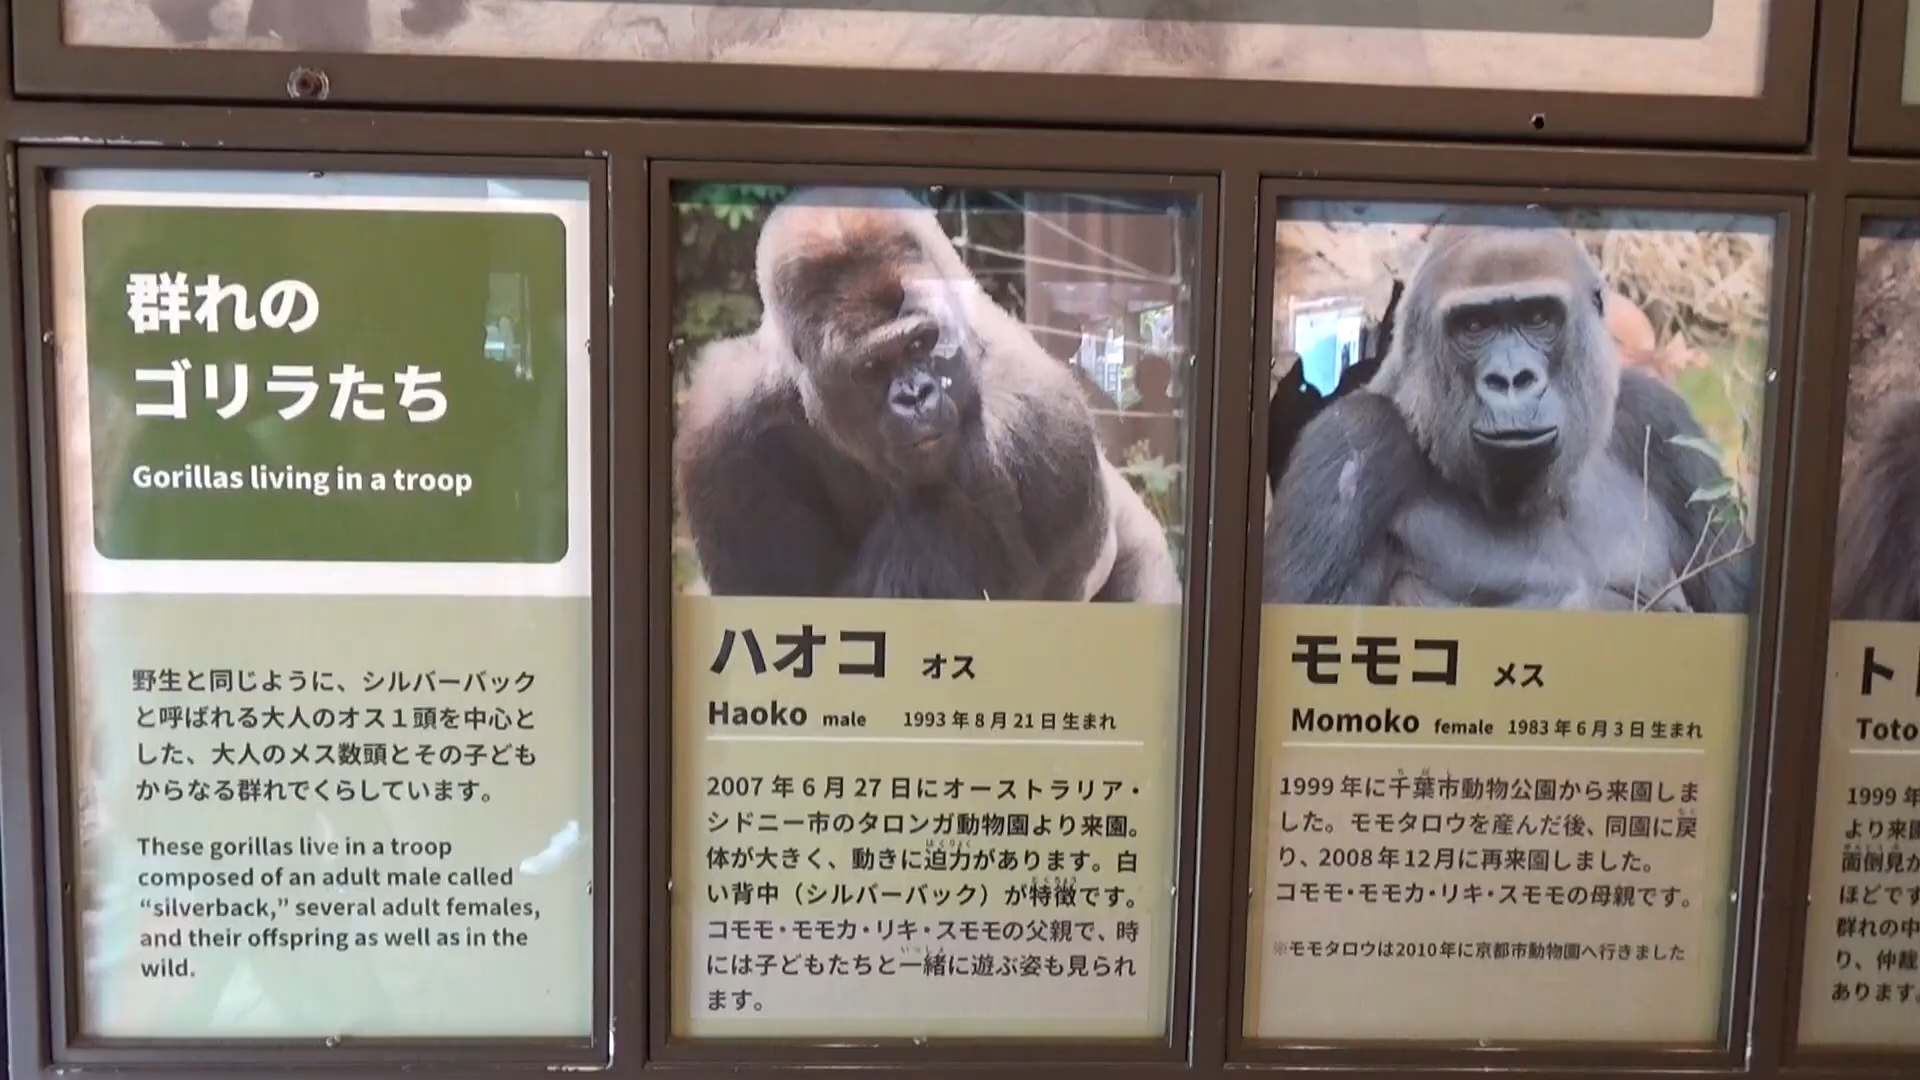 群れの
ゴリラたち
Gorillas living in a troop
野生と同じように、シルバーバック
と呼ばれる大人のオス1頭を中心と
した、大人のメス数頭とその子ども
からなる群れでくらしています。
These gorillas live in a troop
composed of an adult male called
“silverback,” several adult females,
and their offspring as well as in the
wild.
ハオコ オス
Haoko male 1993年8月21日生まれ
2007年6月27日にオーストラリア・
シドニー市のタロンガ動物園より来園。
体が大きく、動きに迫力があります。白
い背中（シルバーバック）が特徴です。
コモモ・モモカ・リキ・スモモの父親で、時
には子どもたちと一緒に遊ぶ姿も見られ
ます。
モモコ メス
Momoko female 1983年6月3日生まれ
1999年に千葉市動物公園から来園しま
した。モモタロウを産んだ後、同園に戻
り、2008年12月に再来園しました。
コモモ・モモカ・リキ・スモモの母親です。
※モモタロウは2010年に京都市動物園へ行きました
ト
Toto
1999年
より来園
面倒見が
ほどです
群れの中
り、仲裁
あります。